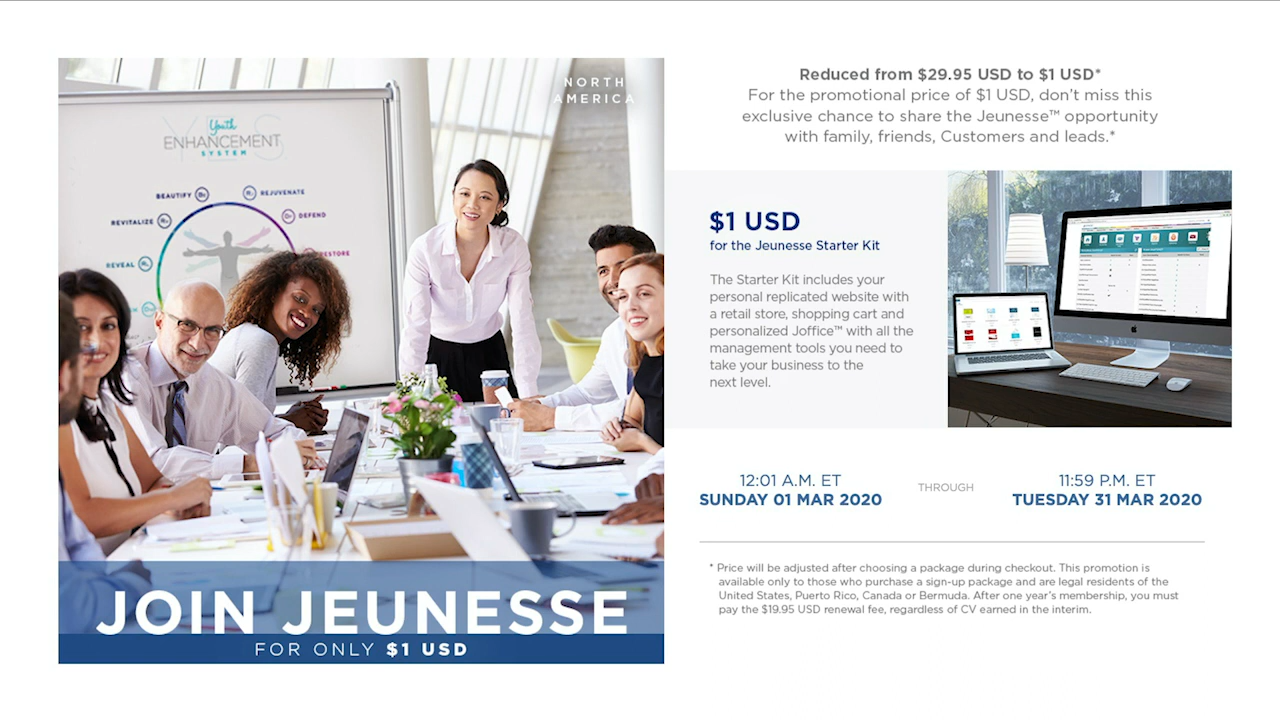 NORTH
AMERICA
Youth
ENHANCEMENT
SYSTEM
BEAUTIFY
REJUVENATE
REVITALIZE
DEFEND
REVEAL
RESTORE
JOIN JEUNESSE
FOR ONLY $1 USD
Reduced from $29.95 USD to $1 USD*
For the promotional price of $1 USD, don't miss this
exclusive chance to share the Jeunesse™ opportunity
with family, friends, Customers and leads.*
$1 USD
for the Jeunesse Starter Kit
The Starter Kit includes your
personal replicated website with
a retail store, shopping cart and
personalized Joffice™ with all the
management tools you need to
take your business to the
next level.
12:01 A.M. ET
SUNDAY 01 MAR 2020
THROUGH
11:59 P.M. ET
TUESDAY 31 MAR 2020
* Price will be adjusted after choosing a package during checkout. This promotion is
available only to those who purchase a sign-up package and are legal residents of the
United States, Puerto Rico, Canada or Bermuda. After one year's membership, you must
pay the $19.95 USD renewal fee, regardless of CV earned in the interim.